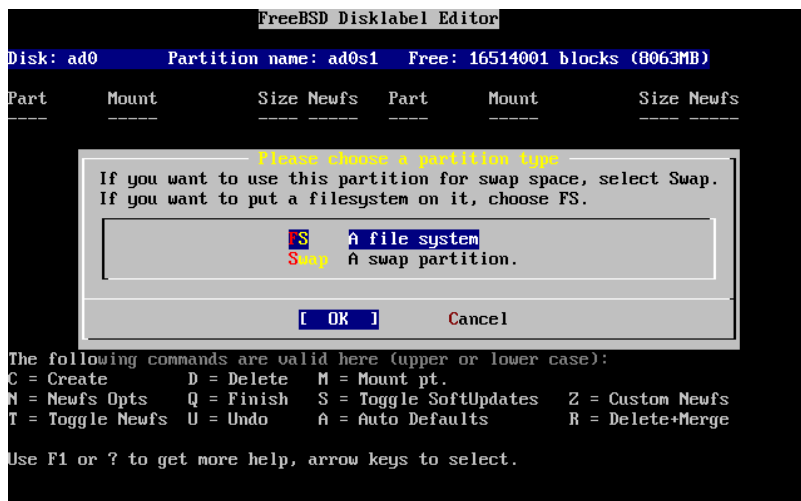 FreeBSD Disklabel Editor
Disk: ad0 Partition name: ad0s1 Free: 16514001 blocks (8063MB)
Part Mount Size Newfs Part Mount Size Newfs
---- ----- ---- ----- ---- ----- ---- -----
Please choose a partition type
If you want to use this partition for swap space, select Swap.
If you want to put a filesystem on it, choose FS.
FS A file system
Swap A swap partition.
[ OK ] Cancel
The following commands are valid here (upper or lower case):
C = Create D = Delete M = Mount pt.
N = Newfs Opts Q = Finish S = Toggle SoftUpdates Z = Custom Newfs
T = Toggle Newfs U = Undo A = Auto Defaults R = Delete+Merge
Use F1 or ? to get more help, arrow keys to select.